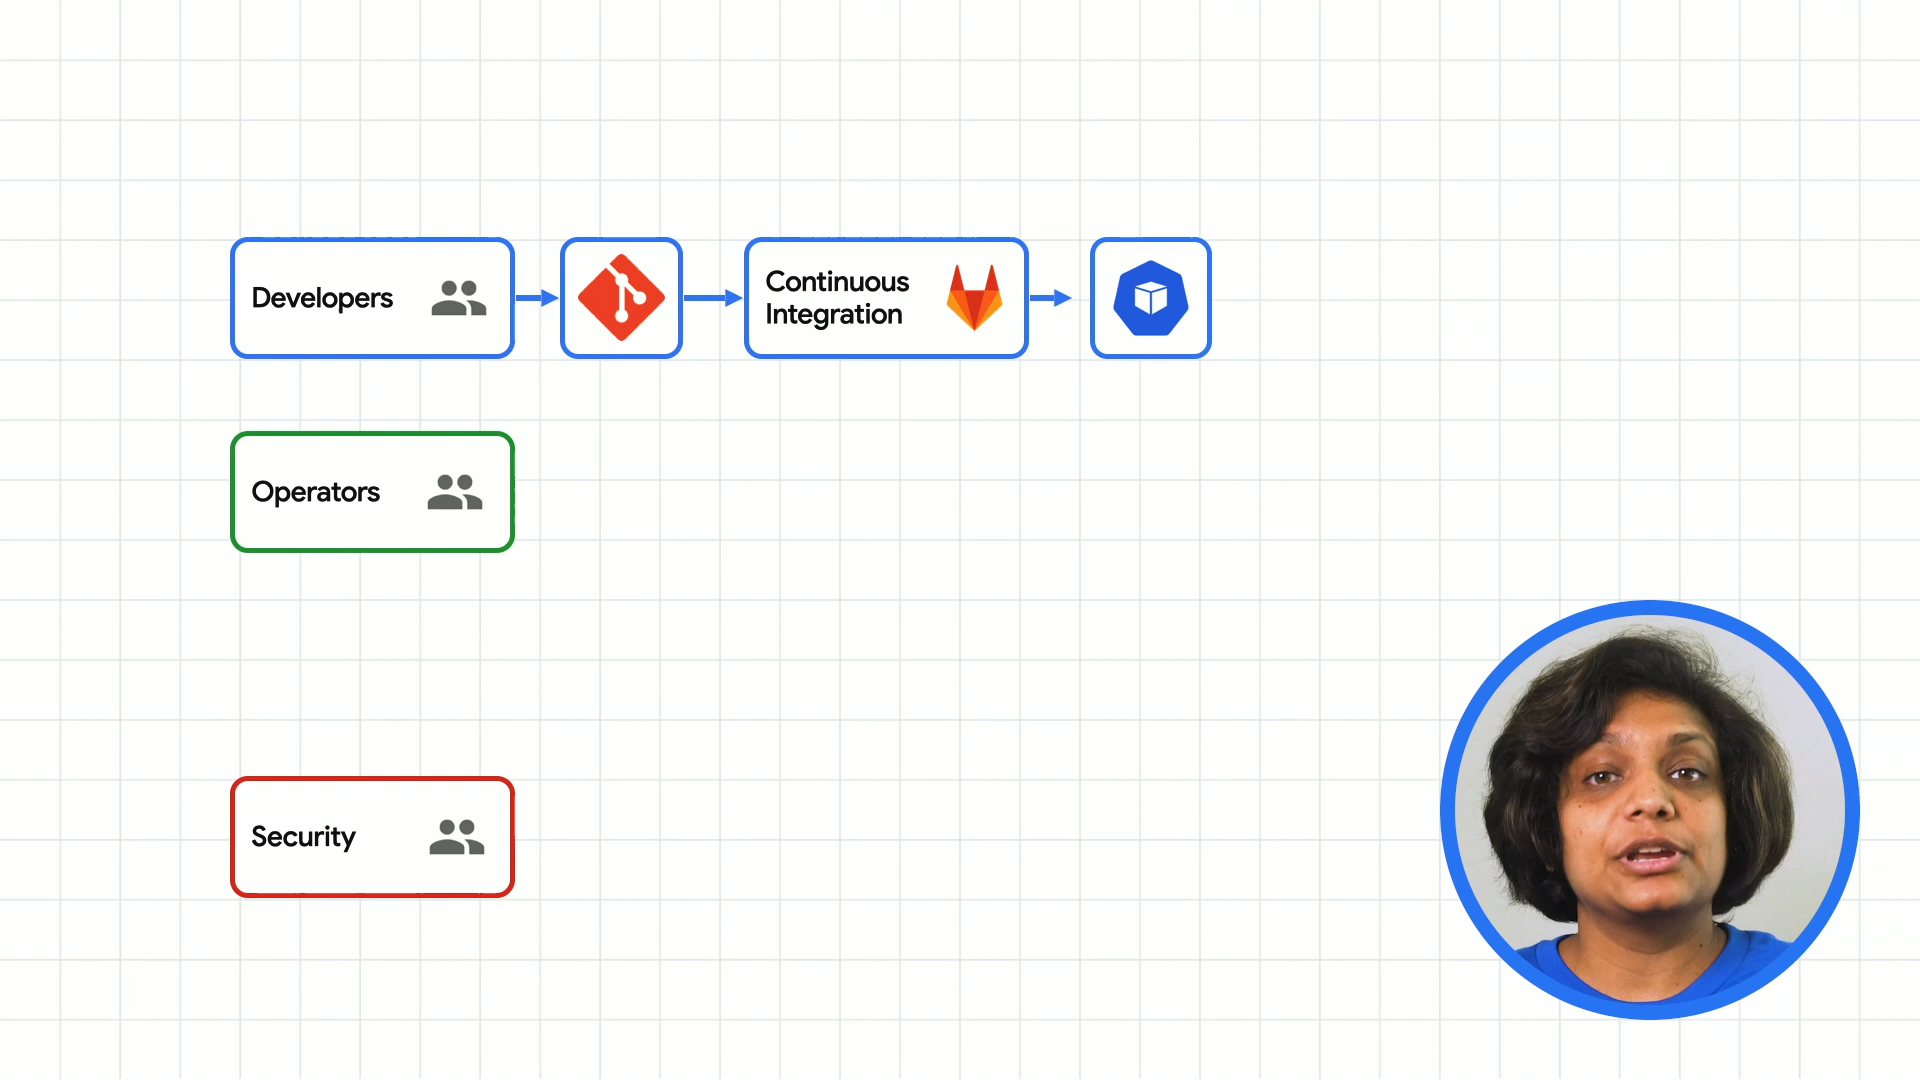 Developers
Continuous
Integration
Operators
Security